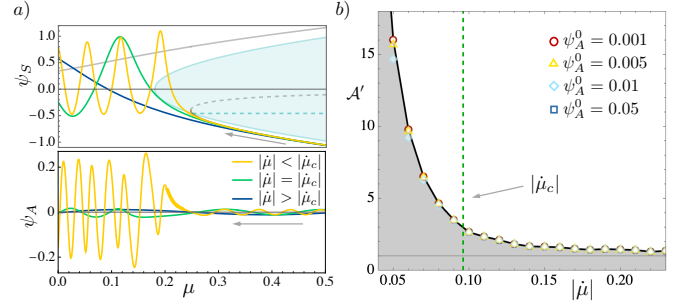 a)
ψ_S
1.0
0.5
0.0
-0.5
-1.0
ψ_A
0.2
0
-0.2
|μ̇| < |μ̇_c|
|μ̇| = |μ̇_c|
|μ̇| > |μ̇_c|
0.0 0.1 0.2 0.3 0.4 0.5
μ
b)
𝒜′
15
10
5
1
ψ_A^0 = 0.001
ψ_A^0 = 0.005
ψ_A^0 = 0.01
ψ_A^0 = 0.05
|μ̇_c|
0.05 0.10 0.15 0.20
|μ̇|